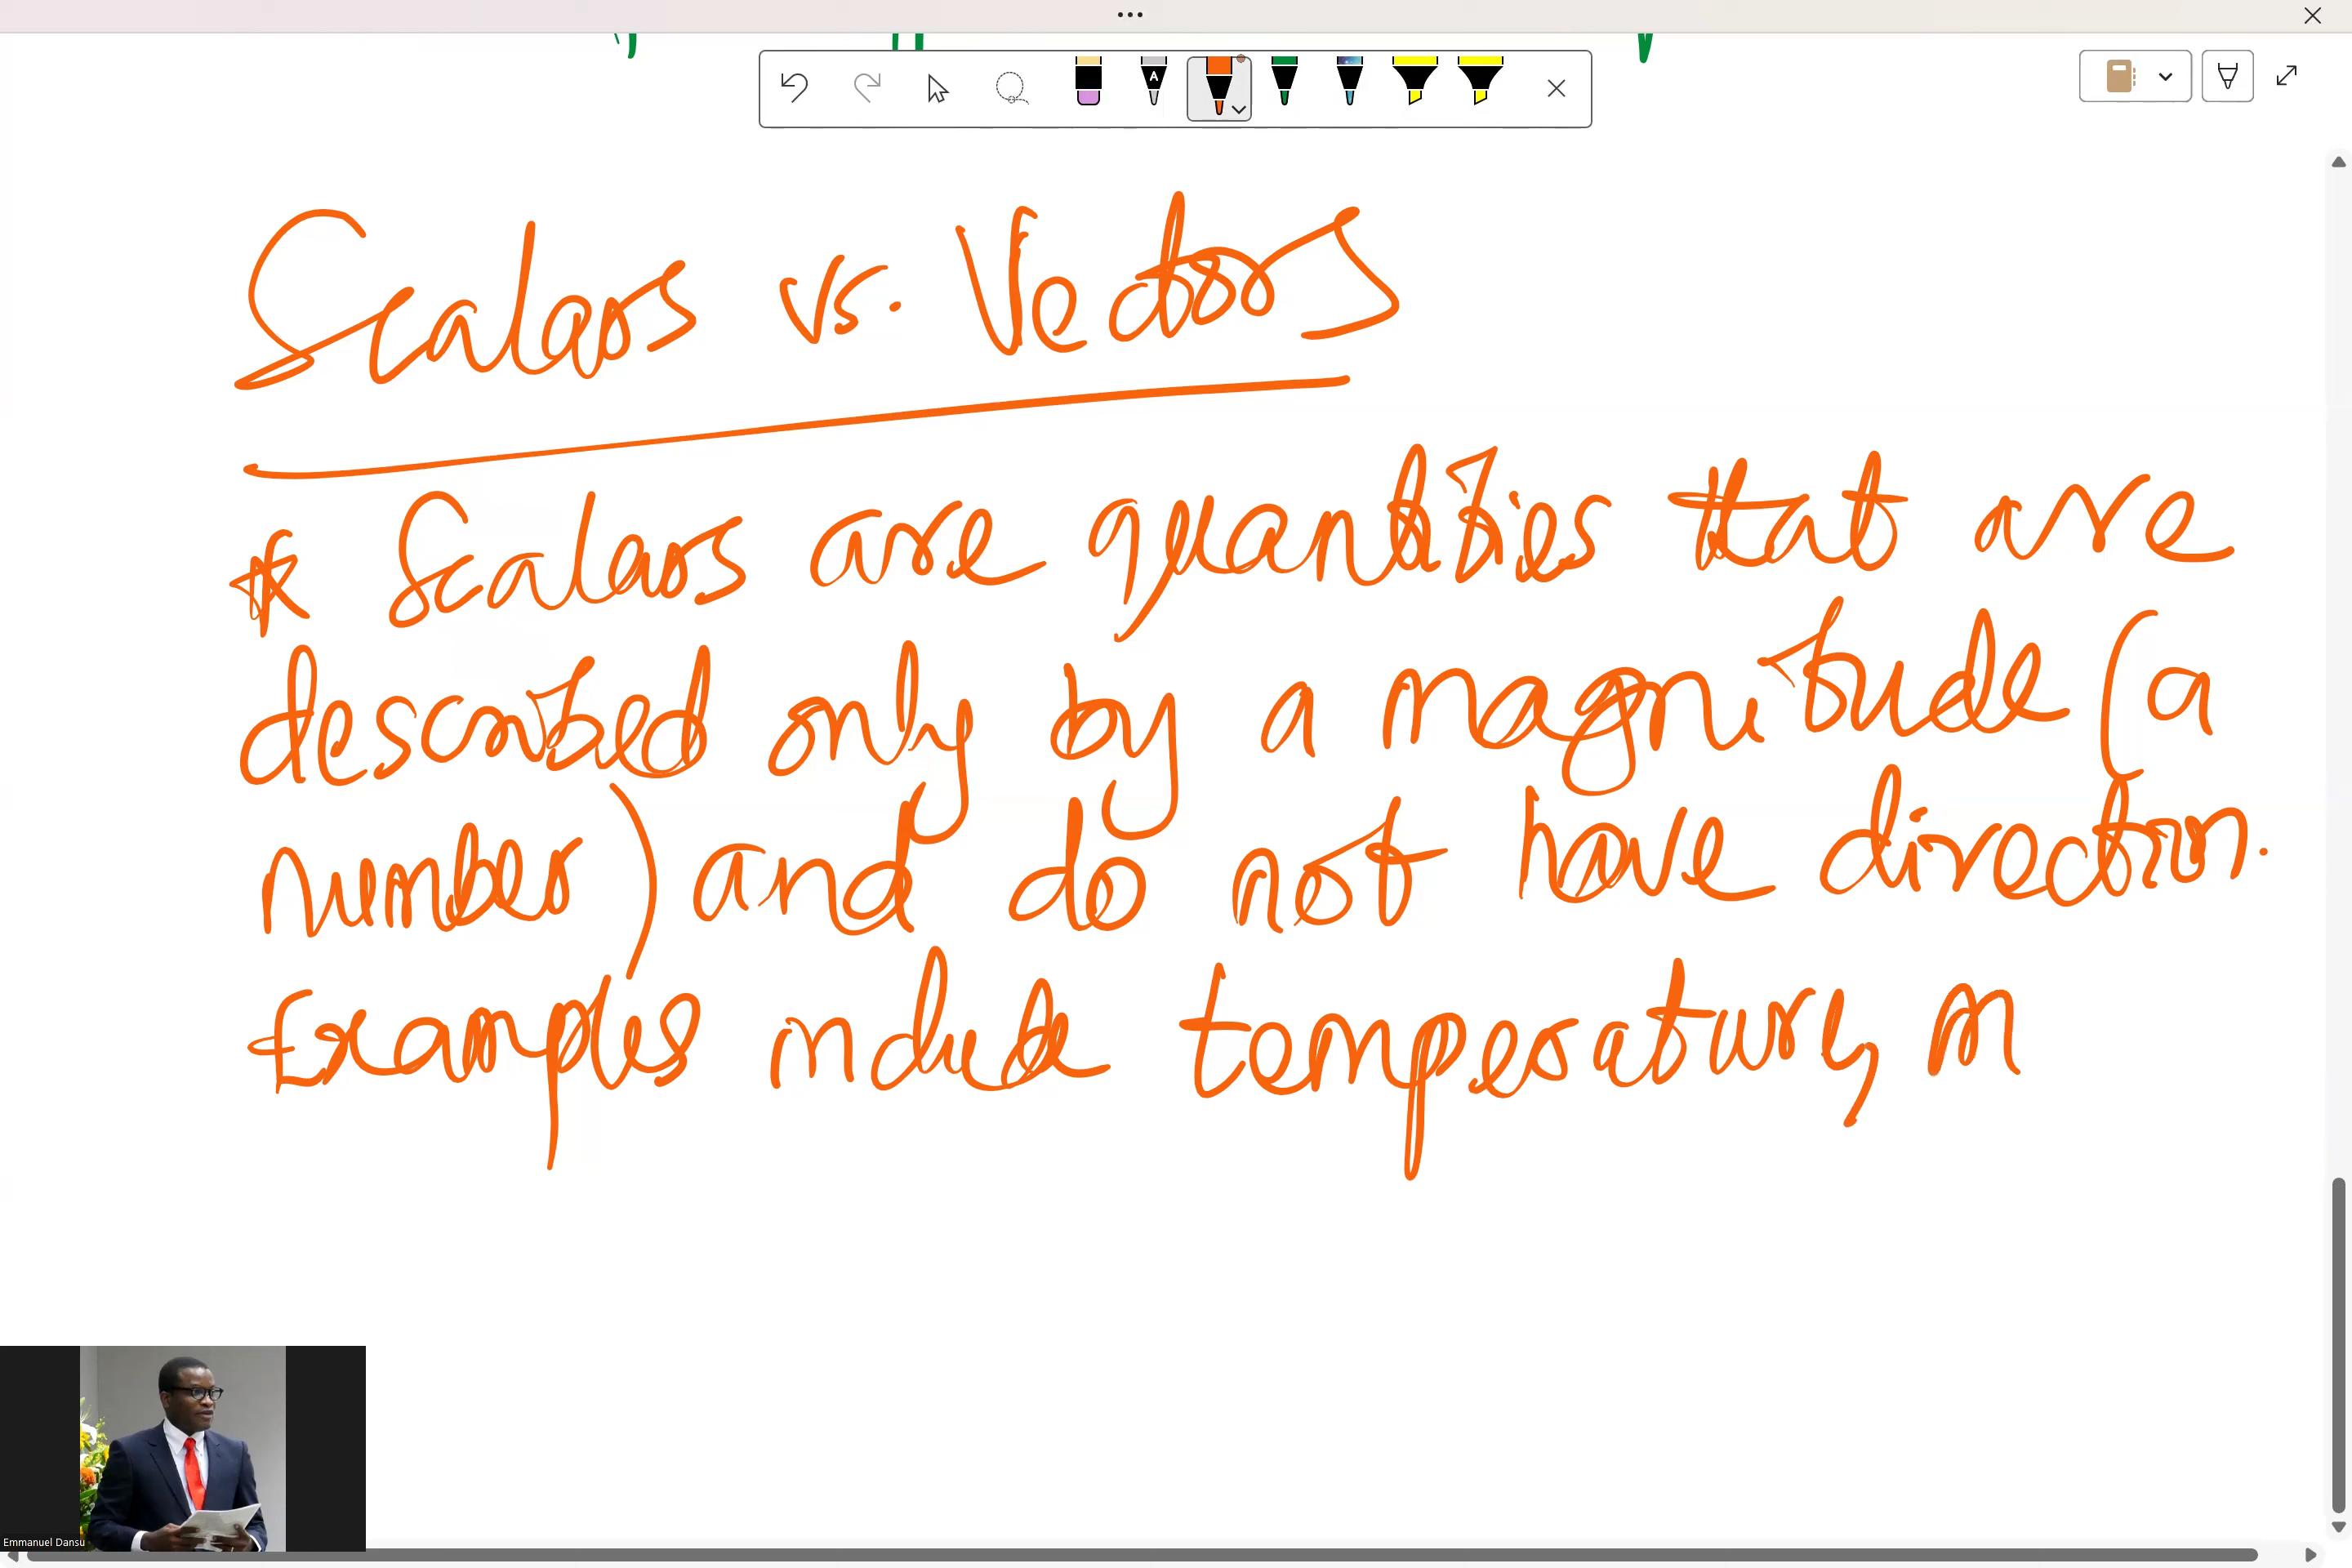 Scalars vs. Vectors
* Scalars are quantities that are
described only by a magnitude (a
number) and do not have direction.
Examples include temperature, m
Emmanuel Dansu